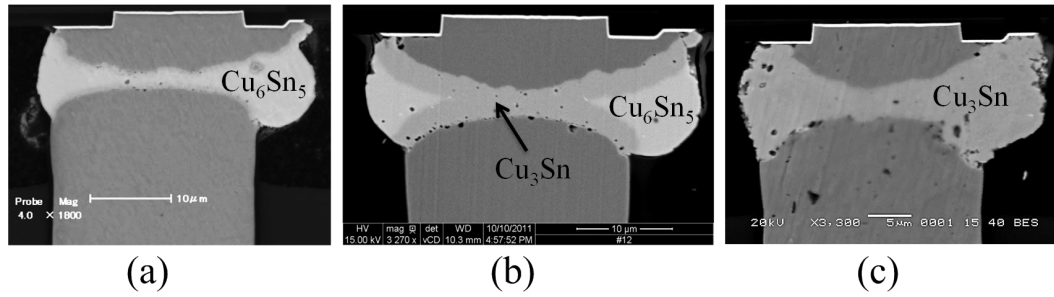 Cu6Sn5
Probe Mag
4.0 × 1800
10μm
(a)
Cu6Sn5
Cu3Sn
HV mag det WD 10/10/2011
15.00 kV 3 270 x vCD 10.3 mm 4:57:52 PM
10 μm
#12
(b)
Cu3Sn
20kV X3,300 5μm 0001 15 40 BES
(c)